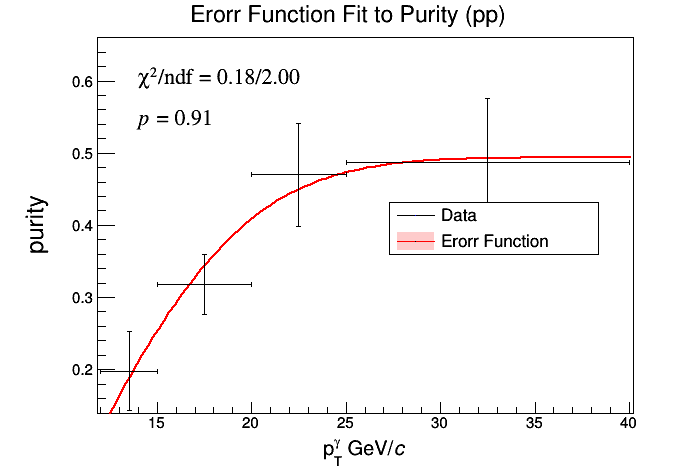 Erorr Function Fit to Purity (pp)
χ²/ndf = 0.18/2.00
p = 0.91
0.6
0.5
0.4
0.3
0.2
purity
Data
Erorr Function
15 20 25 30 35 40
p_T^γ GeV/c